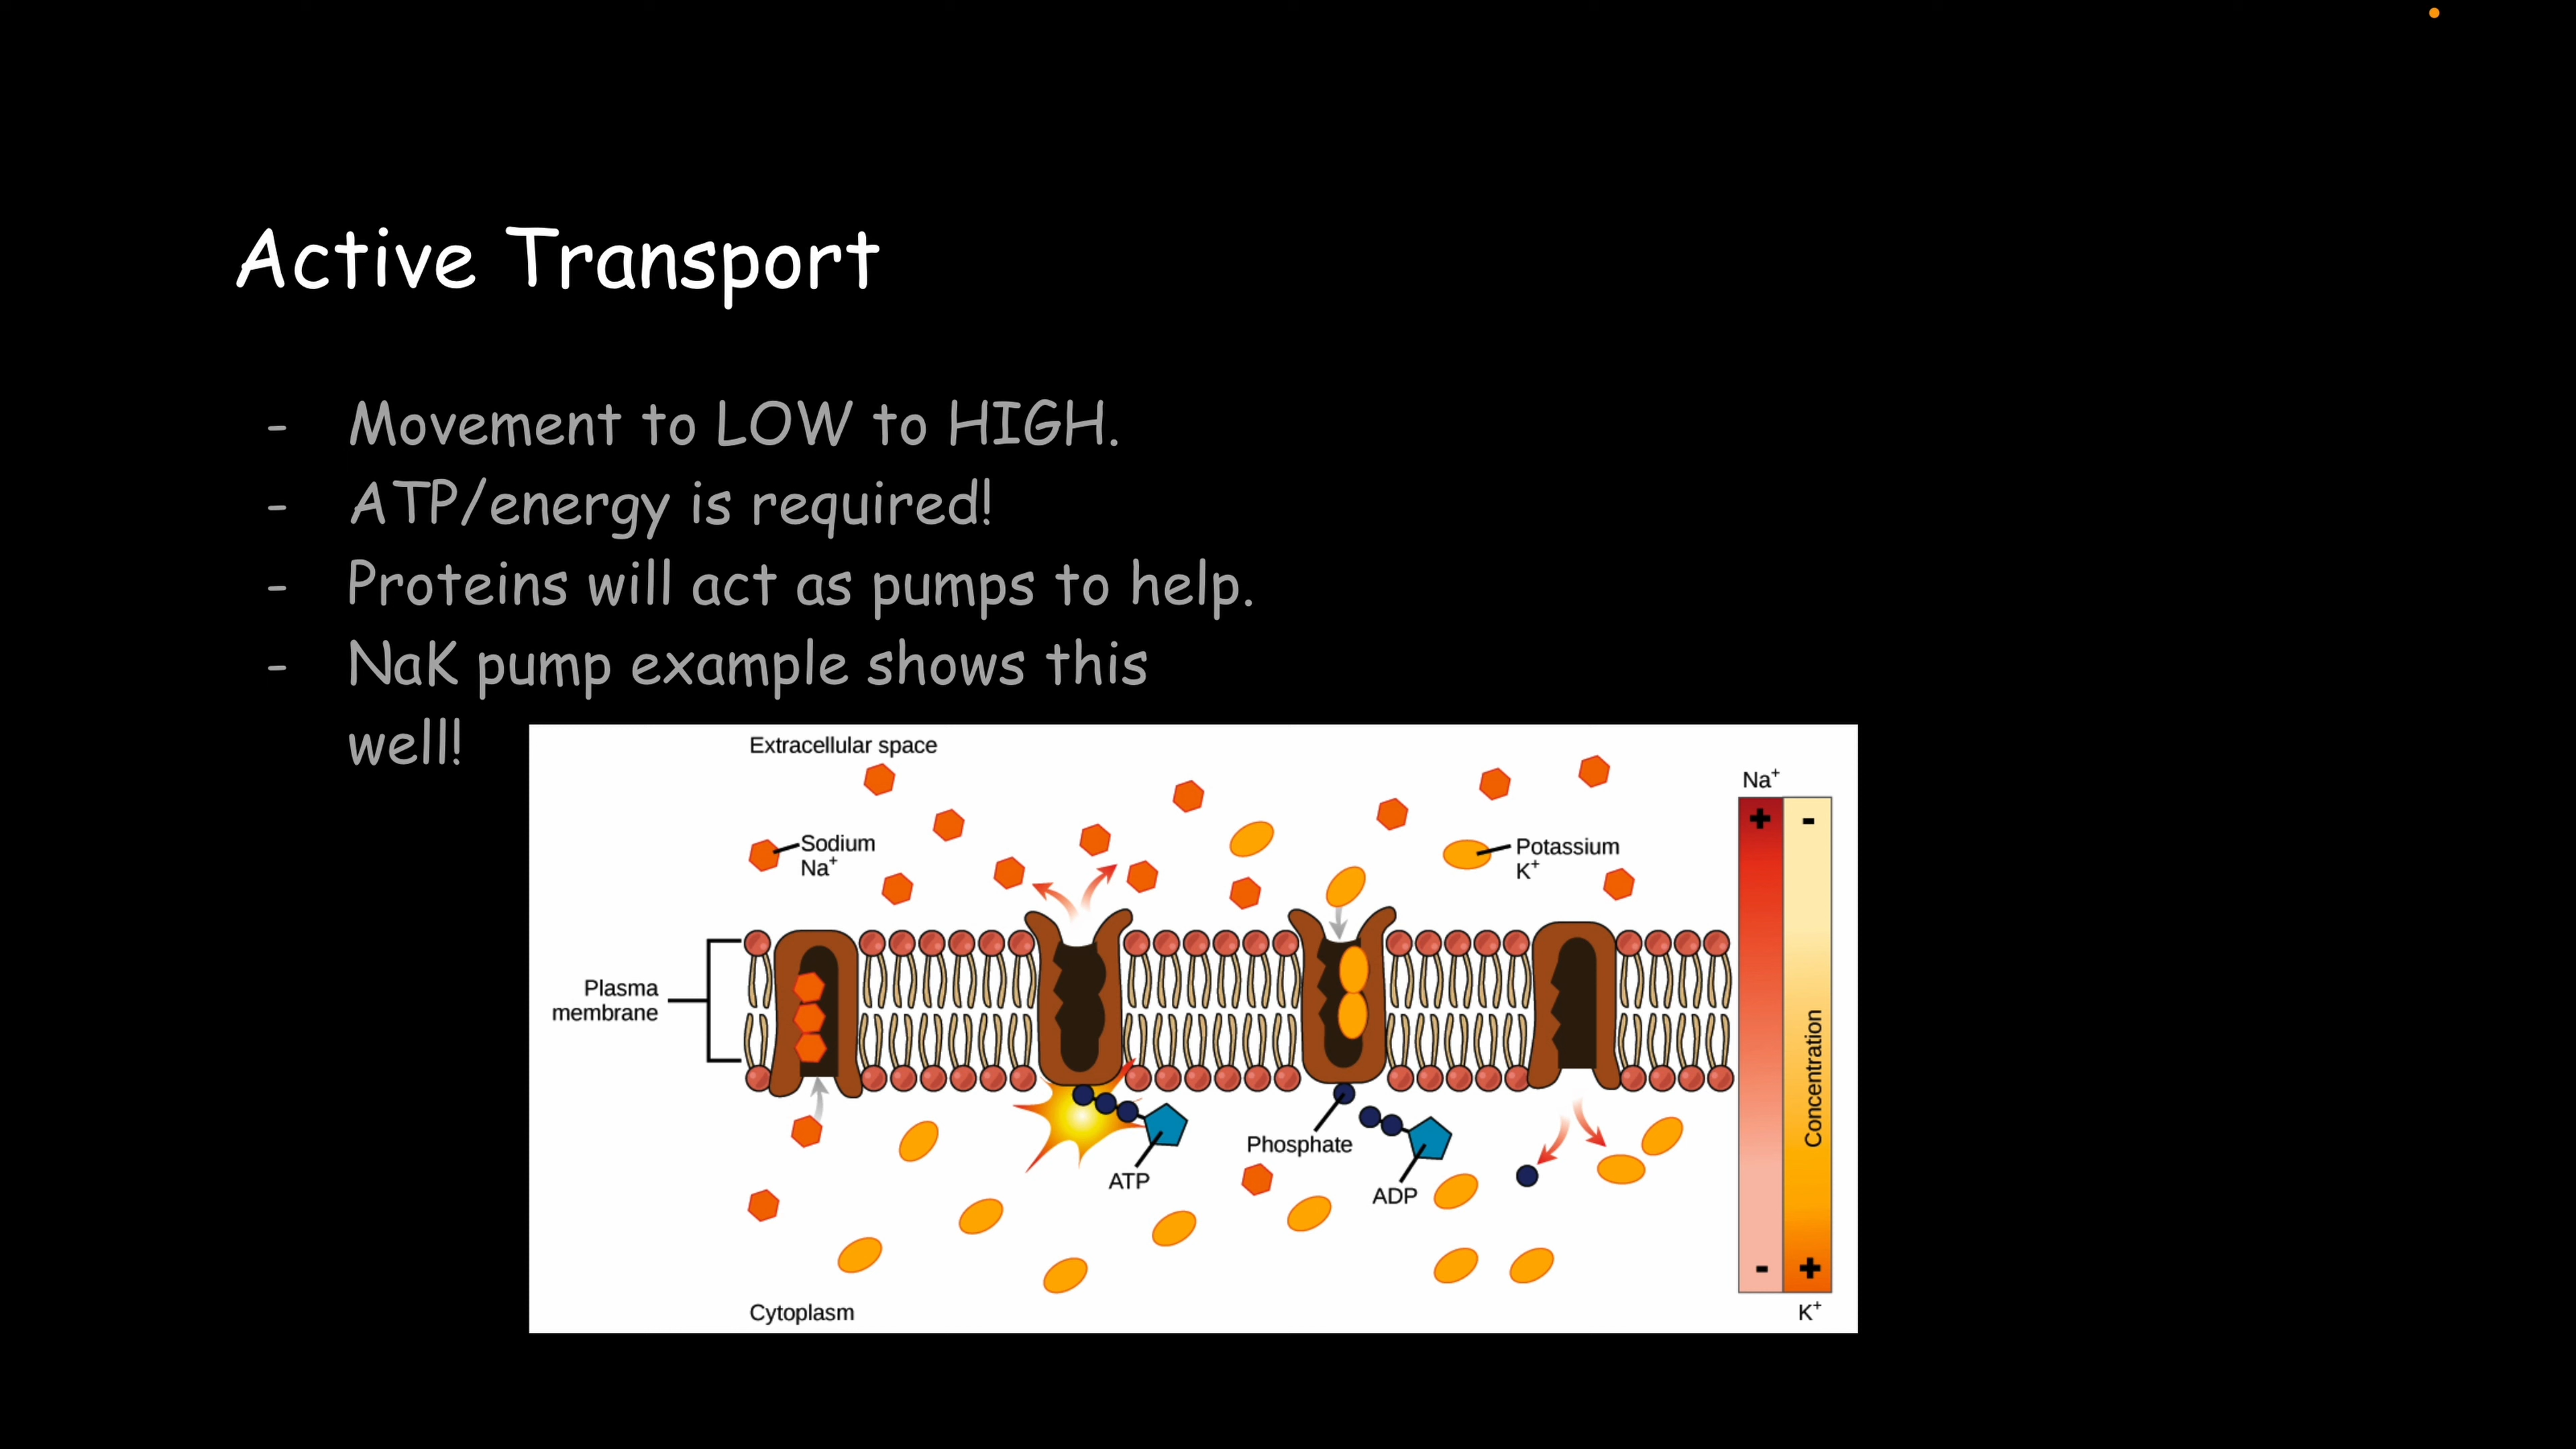 Active Transport
- Movement to LOW to HIGH.
- ATP/energy is required!
- Proteins will act as pumps to help.
- NaK pump example shows this
well!
Extracellular space
Sodium
Na⁺
Potassium
K⁺
Na⁺
+ -
Plasma
membrane
Concentration
Phosphate
ATP
ADP
- +
Cytoplasm
K⁺